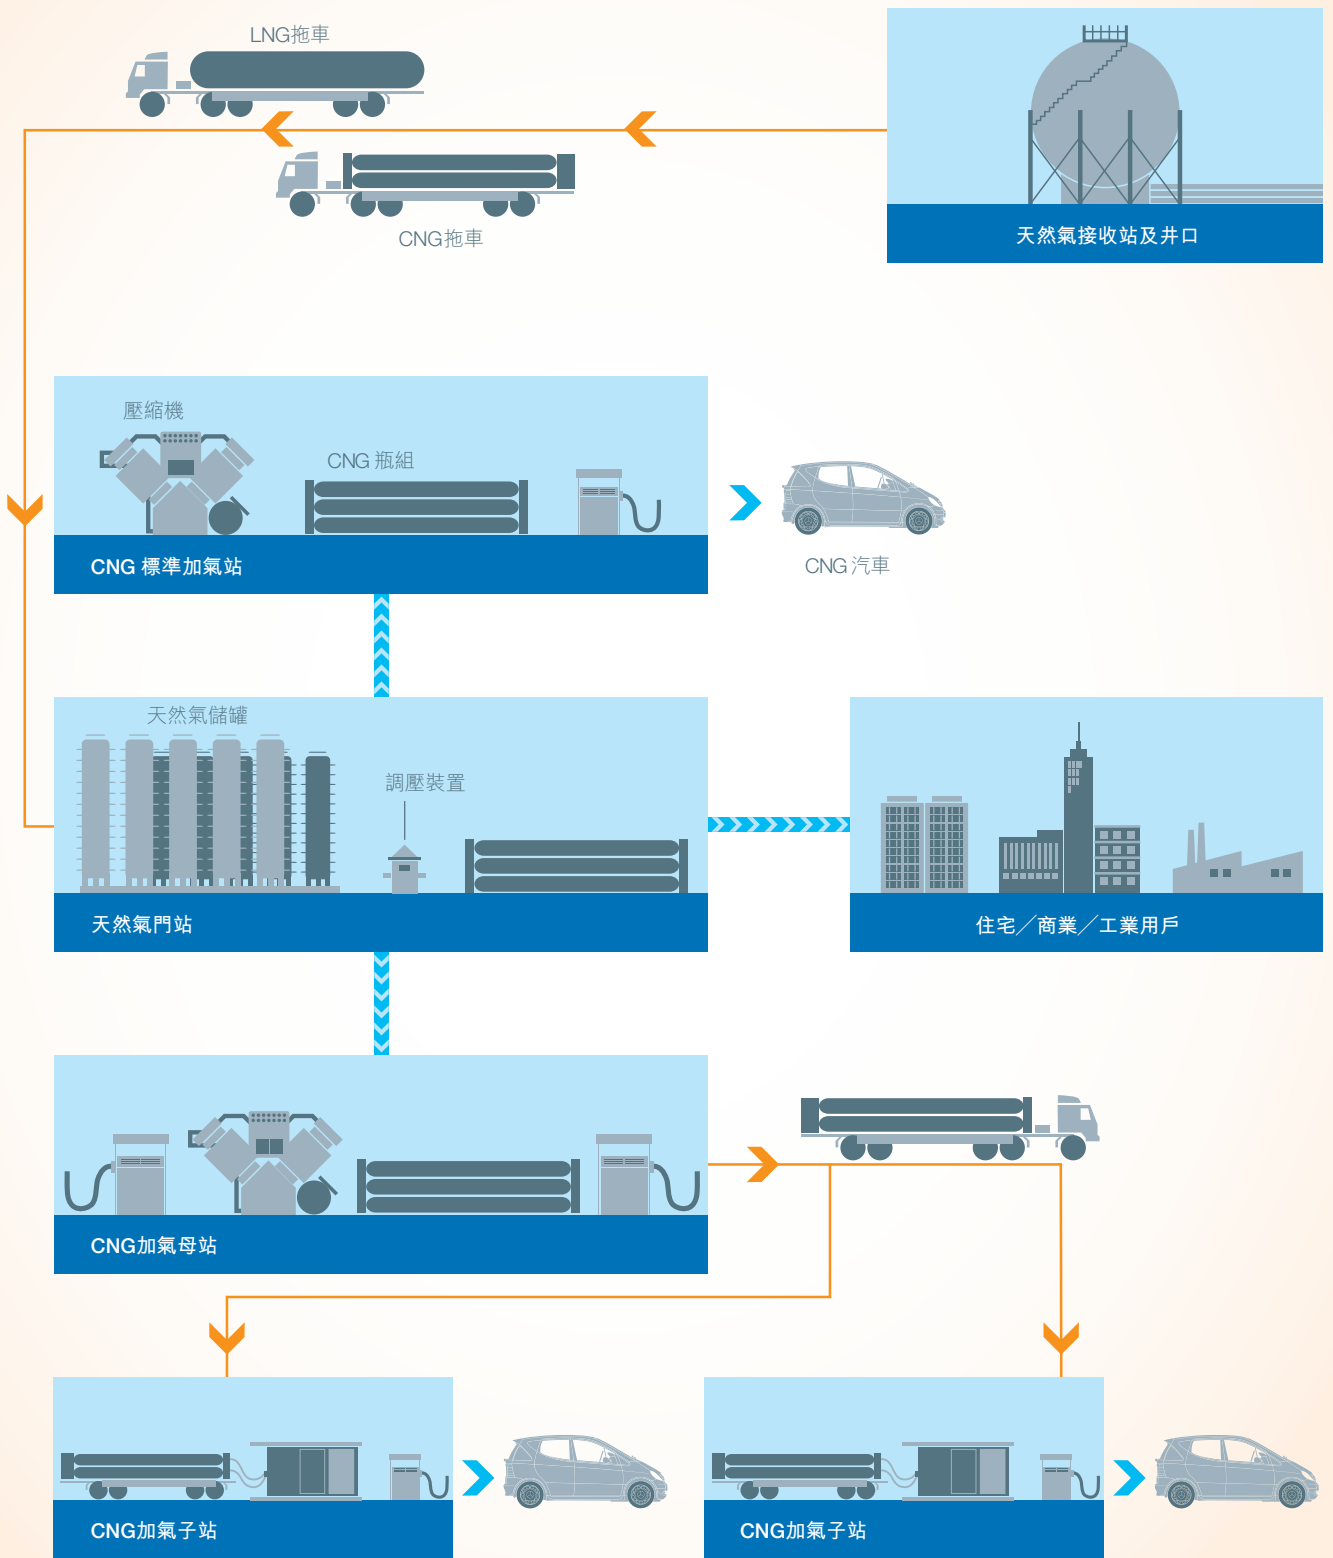 LNG拖車
CNG拖車
天然氣接收站及井口
壓縮機
CNG 瓶組
CNG 標準加氣站
CNG 汽車
天然氣儲罐
調壓裝置
天然氣門站
住宅╱商業╱工業用戶
CNG加氣母站
CNG加氣子站
CNG加氣子站